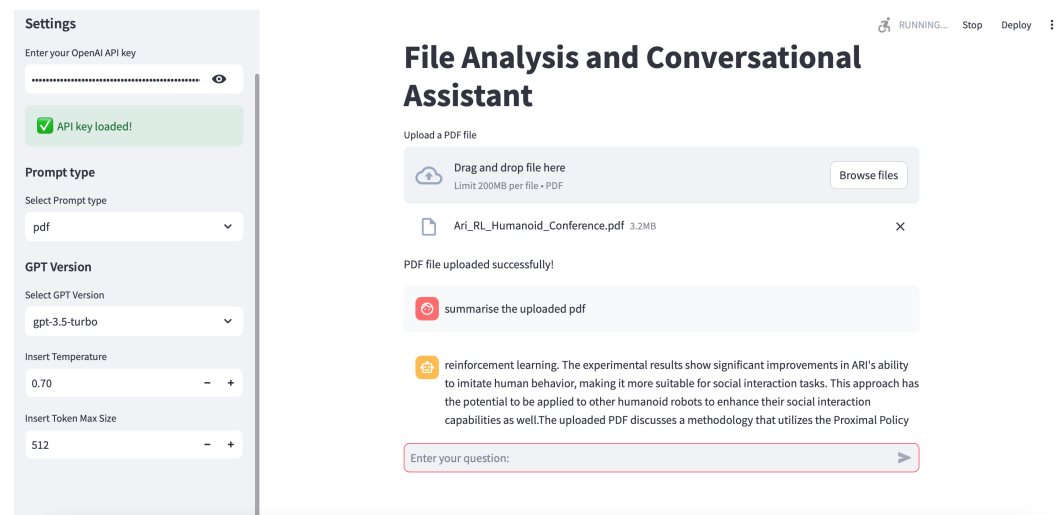 Settings
Enter your OpenAI API key
API key loaded!
Prompt type
Select Prompt type
pdf
GPT Version
Select GPT Version
gpt-3.5-turbo
Insert Temperature
0.70
Insert Token Max Size
512
RUNNING... Stop Deploy
File Analysis and Conversational
Assistant
Upload a PDF file
Drag and drop file here
Limit 200MB per file • PDF
Browse files
Ari_RL_Humanoid_Conference.pdf 3.2MB
PDF file uploaded successfully!
summarise the uploaded pdf
reinforcement learning. The experimental results show significant improvements in ARI's ability
to imitate human behavior, making it more suitable for social interaction tasks. This approach has
the potential to be applied to other humanoid robots to enhance their social interaction
capabilities as well.The uploaded PDF discusses a methodology that utilizes the Proximal Policy
Enter your question: